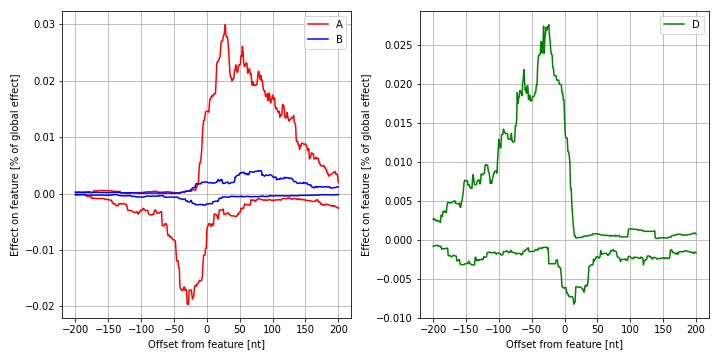 Effect on feature [% of global effect]
0.03
0.02
0.01
0.00
−0.01
−0.02
−200 −150 −100 −50 0 50 100 150 200
Offset from feature [nt]
A
B
Effect on feature [% of global effect]
0.025
0.020
0.015
0.010
0.005
0.000
−0.005
−0.010
−200 −150 −100 −50 0 50 100 150 200
Offset from feature [nt]
D